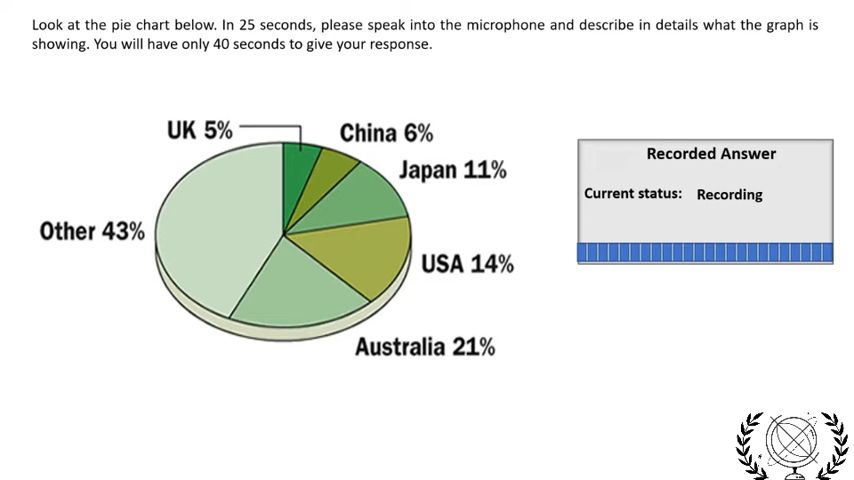 Look at the pie chart below. In 25 seconds, please speak into the microphone and describe in details what the graph is
showing. You will have only 40 seconds to give your response.
UK 5%
China 6%
Japan 11%
Other 43%
USA 14%
Australia 21%
Recorded Answer
Current status: Recording